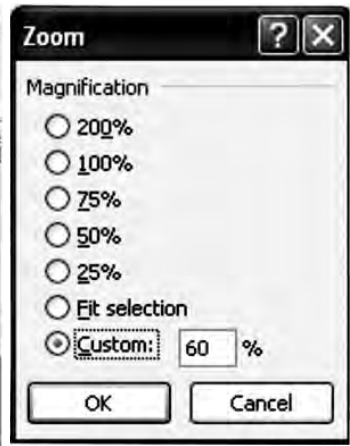 Zoom
Magnification
200%
100%
75%
50%
25%
Fit selection
Custom: 60 %
OK Cancel